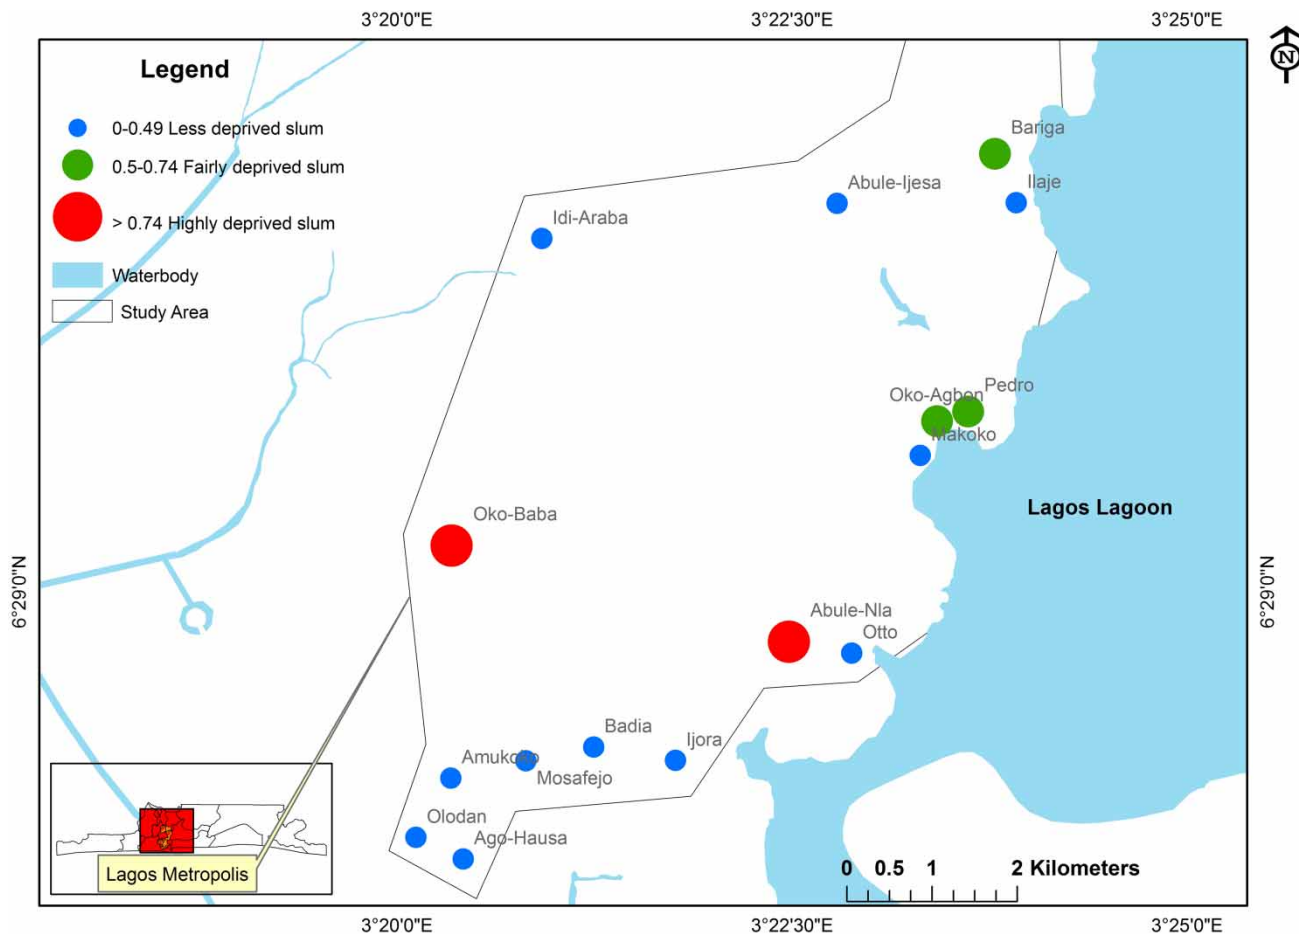 3°20'0"E
3°22'30"E
3°25'0"E
N
Legend
0-0.49 Less deprived slum
0.5-0.74 Fairly deprived slum
> 0.74 Highly deprived slum
Waterbody
Study Area
Bariga
Abule-Ijesa
Ilaje
Idi-Araba
Pedro
Oko-Agbon
Makoko
Oko-Baba
Lagos Lagoon
6°29'0"N
6°29'0"N
Abule-Nla
Otto
Badia
Ijora
Amukoko
Mosafejo
Olodan
Ago-Hausa
Lagos Metropolis
0 0.5 1 2 Kilometers
3°20'0"E
3°22'30"E
3°25'0"E